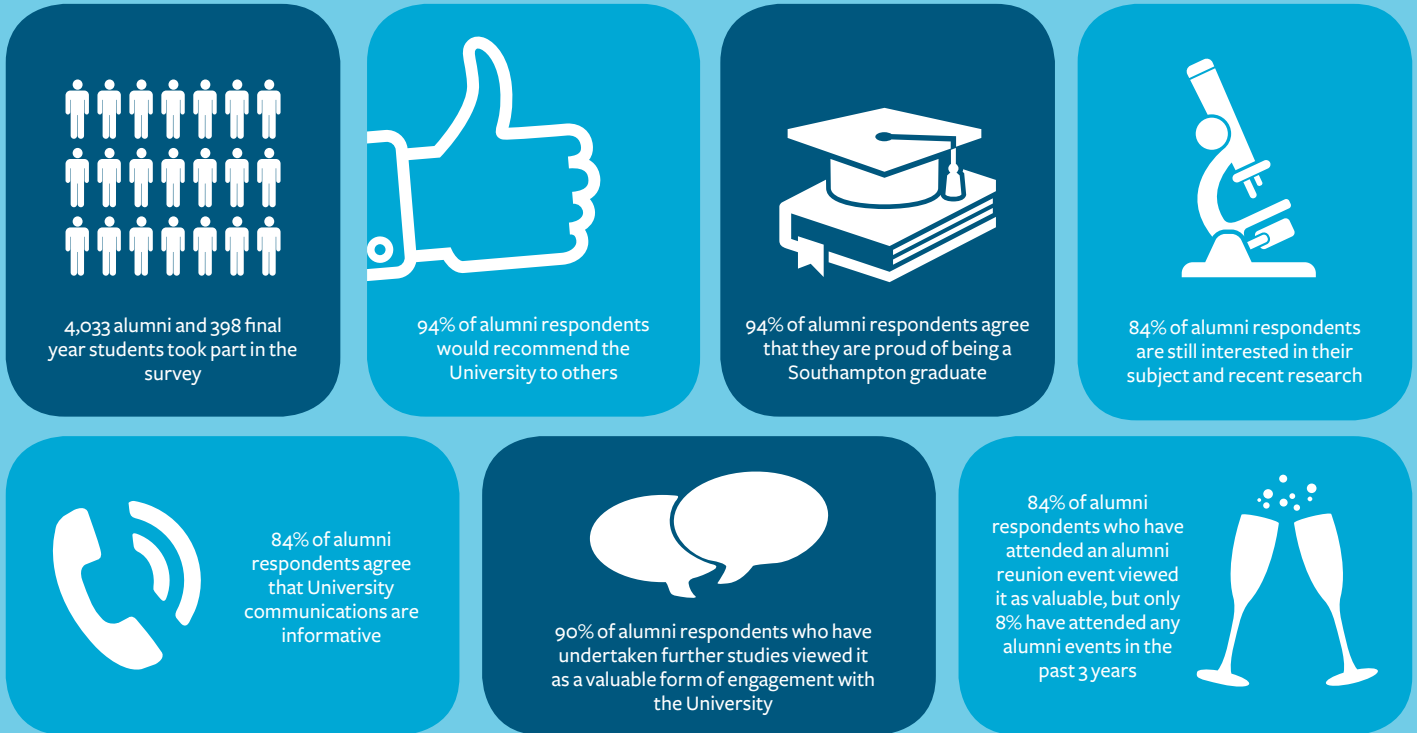 4,033 alumni and 398 final
year students took part in the
survey
94% of alumni respondents
would recommend the
University to others
94% of alumni respondents agree
that they are proud of being a
Southampton graduate
84% of alumni respondents
are still interested in their
subject and recent research
84% of alumni
respondents agree
that University
communications are
informative
90% of alumni respondents who have
undertaken further studies viewed it
as a valuable form of engagement with
the University
84% of alumni
respondents who have
attended an alumni
reunion event viewed
it as valuable, but only
8% have attended any
alumni events in the
past 3 years